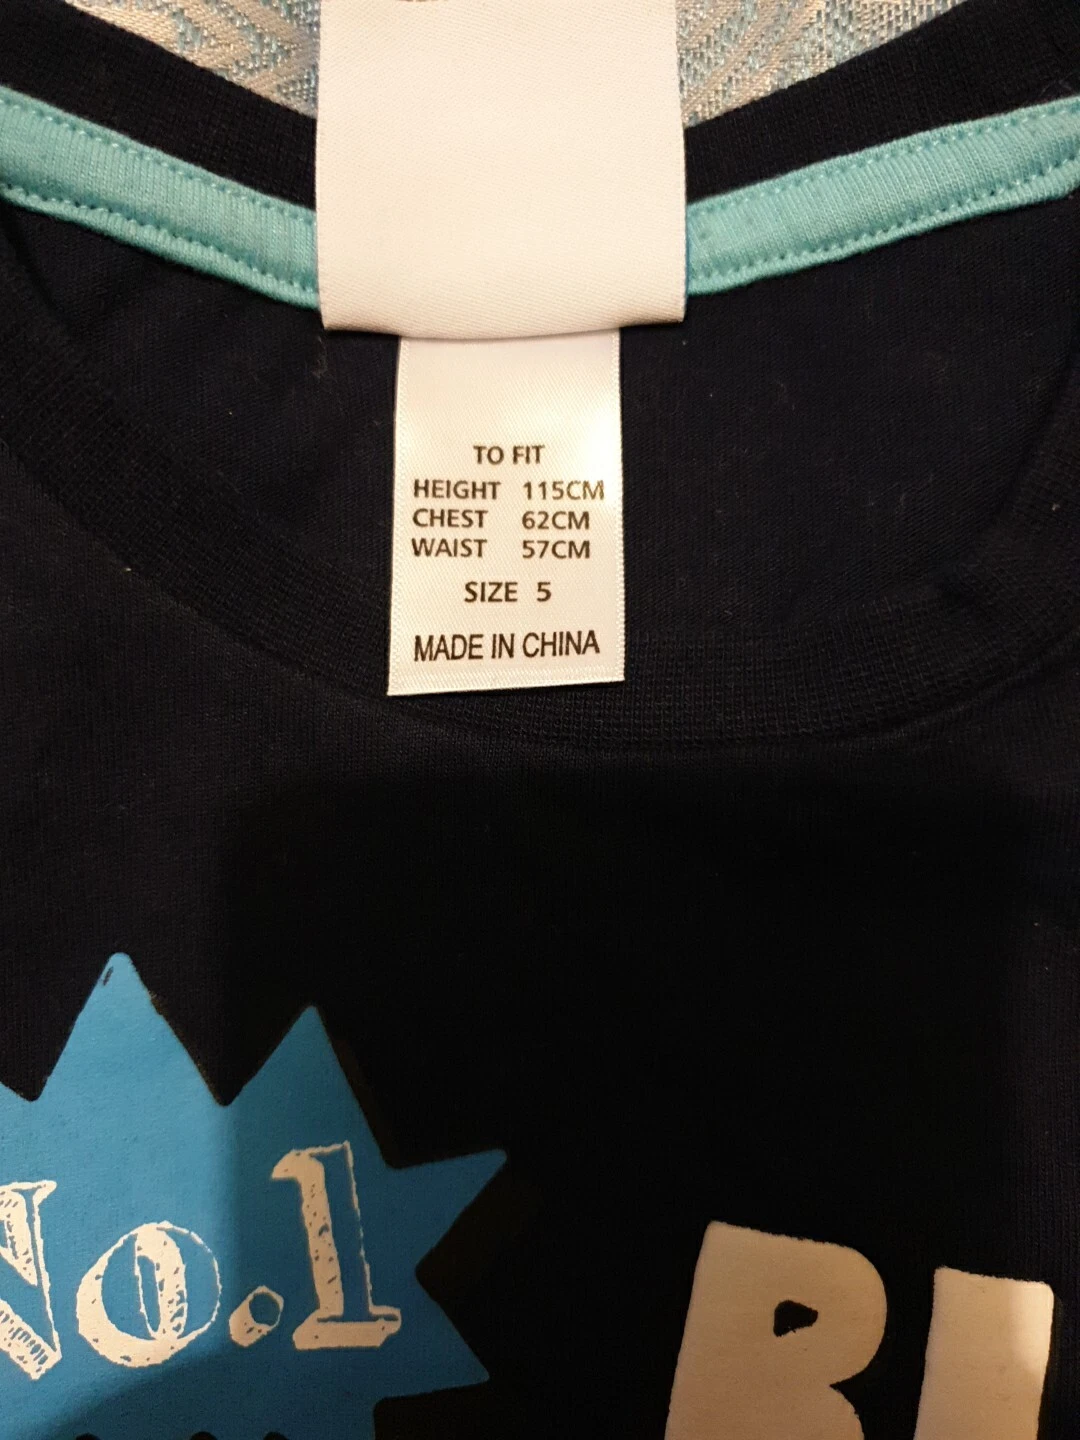 TO FIT
HEIGHT 115CM
CHEST 62CM
WAIST 57CM
SIZE 5
MADE IN CHINA
No.1